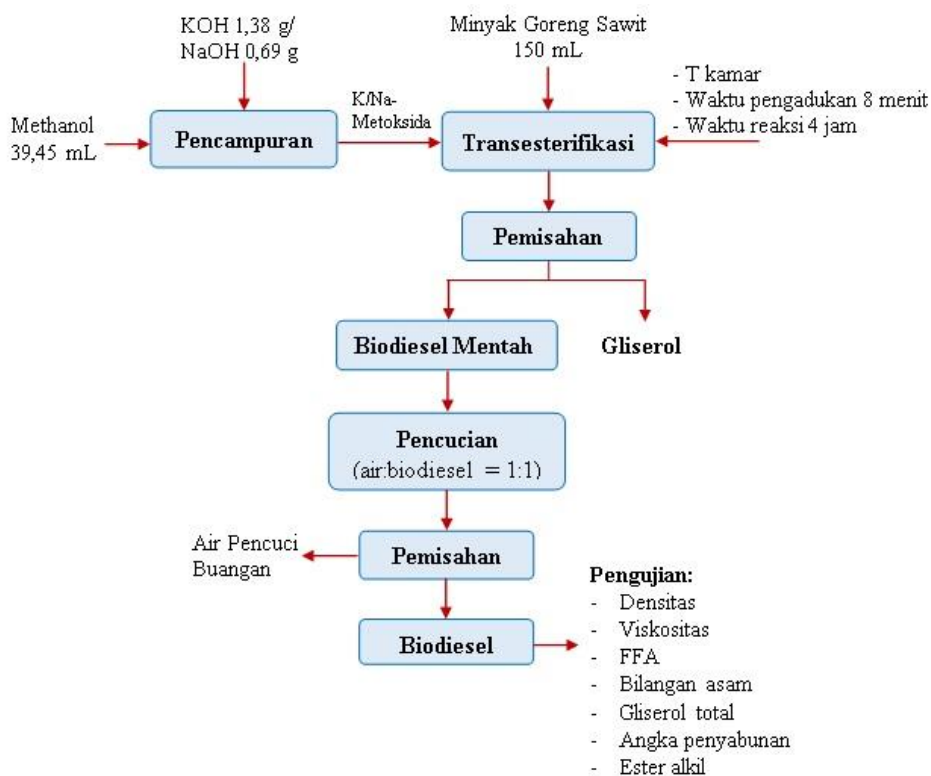 KOH 1,38 g/
NaOH 0,69 g
Minyak Goreng Sawit
150 mL
- T kamar
- Waktu pengadukan 8 menit
- Waktu reaksi 4 jam
K/Na-
Metoksida
Methanol
39,45 mL
Pencampuran
Transesterifikasi
Pemisahan
Biodiesel Mentah
Gliserol
Pencucian
(air:biodiesel = 1:1)
Air Pencuci
Buangan
Pemisahan
Biodiesel
Pengujian:
- Densitas
- Viskositas
- FFA
- Bilangan asam
- Gliserol total
- Angka penyabunan
- Ester alkil